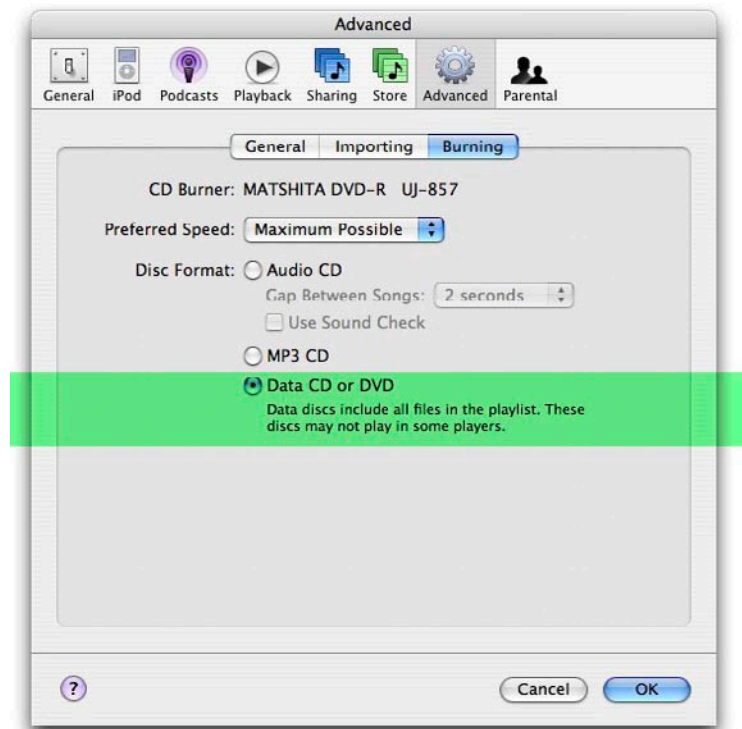 Advanced
General iPod Podcasts Playback Sharing Store Advanced Parental
General Importing Burning
CD Burner: MATSHITA DVD-R UJ-857
Preferred Speed: Maximum Possible
Disc Format: Audio CD
Gap Between Songs: 2 seconds
Use Sound Check
MP3 CD
Data CD or DVD
Data discs include all files in the playlist. These
discs may not play in some players.
? Cancel OK